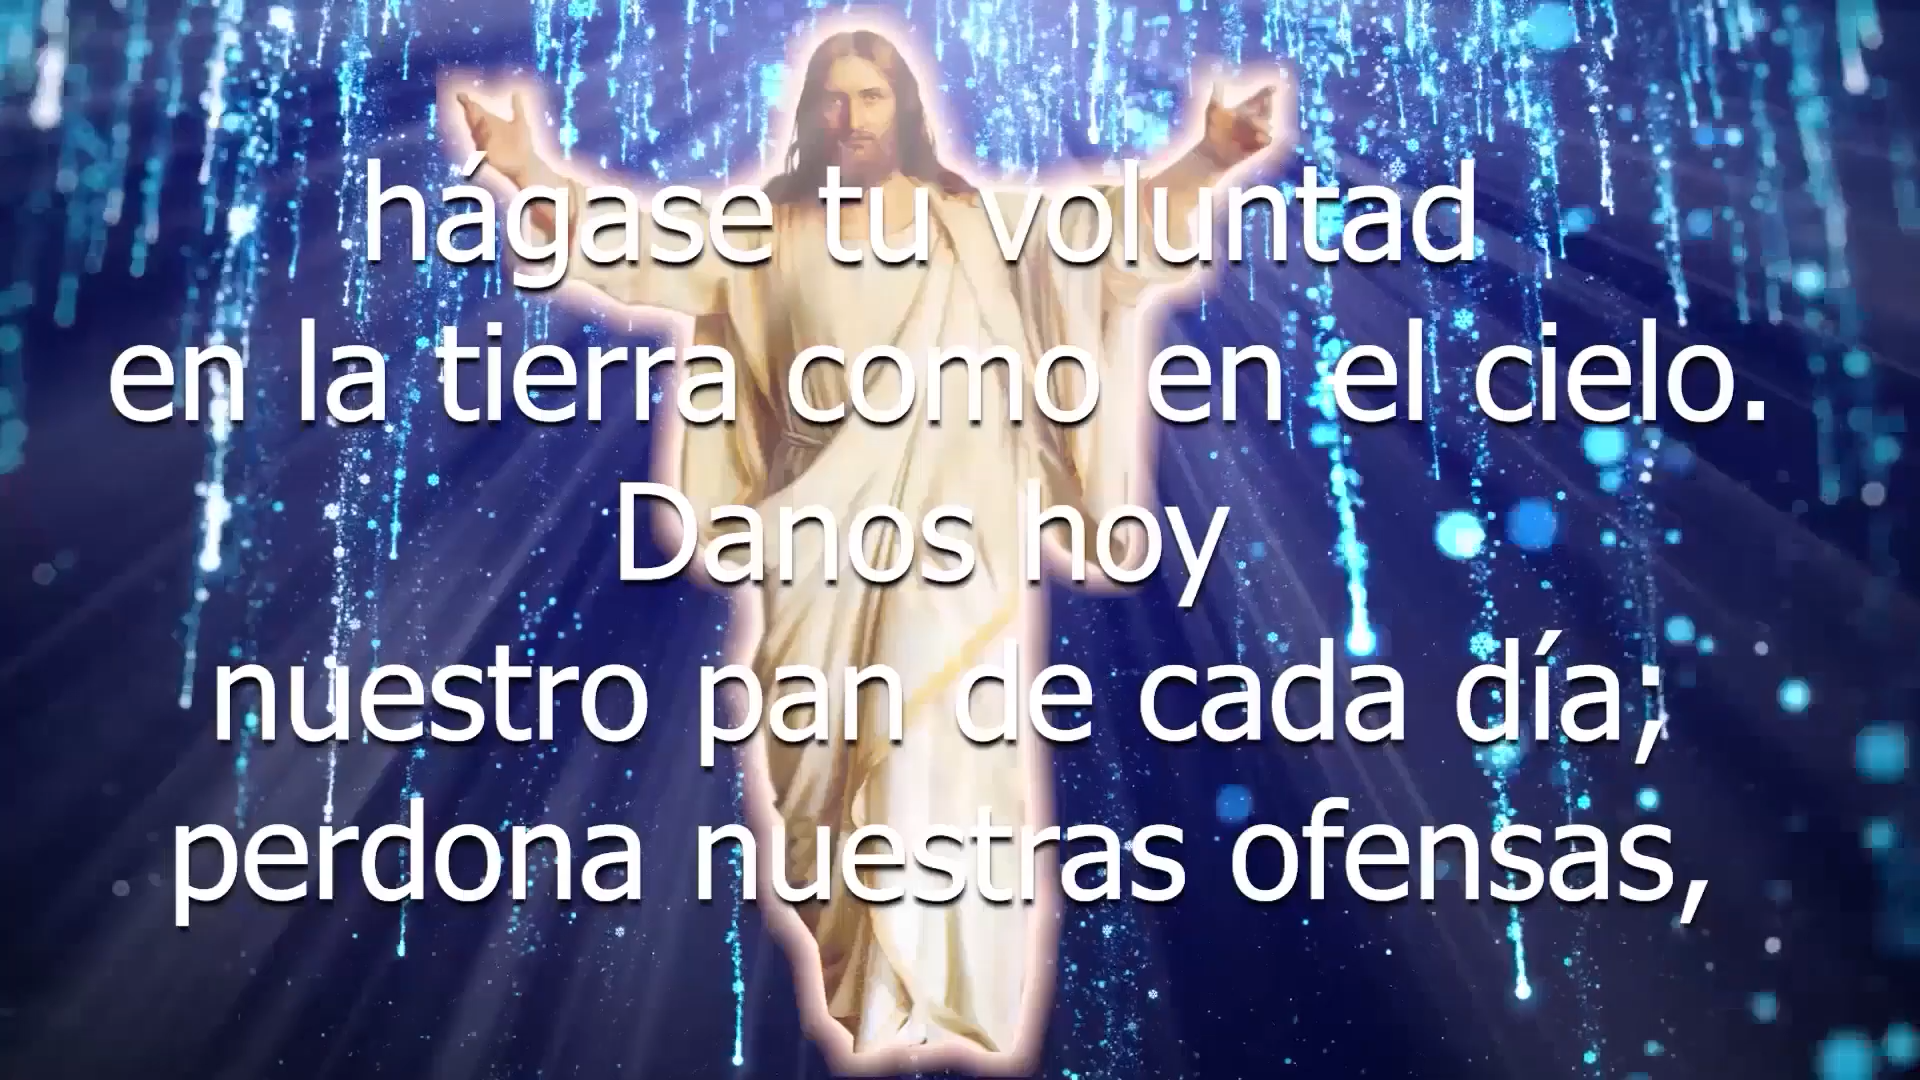 hágase tu voluntad
en la tierra como en el cielo.
Danos hoy
nuestro pan de cada día;
perdona nuestras ofensas,